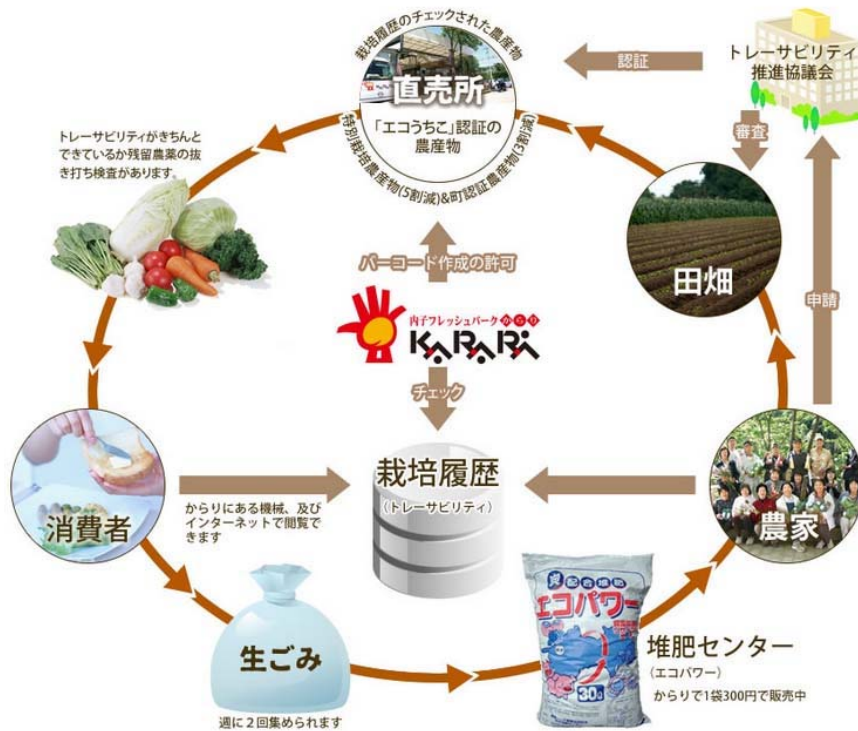 栽培履歴のチェックされた農産物
直売所
「エコうちこ」認証の
農産物
特別栽培農産物(5割減)&町認証農産物(3割減)
認証
トレーサビリティ
推進協議会
審査
申請
田畑
トレーサビリティがきちんと
できているか残留農薬の抜
き打ち検査があります。
バーコード作成の許可
内子フレッシュパークからり
KARARI
チェック
栽培履歴
(トレーサビリティ)
消費者
からりにある機械、及び
インターネットで閲覧で
きます
農家
生ごみ
週に2回集められます
炭配合堆肥
エコパワー
30ℓ
堆肥センター
(エコパワー)
からりで1袋300円で販売中